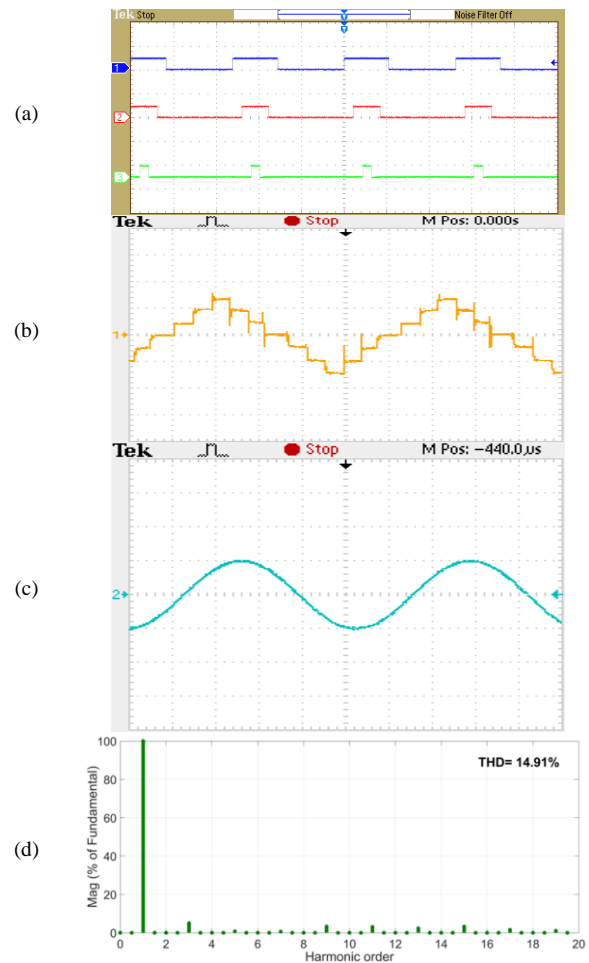 Tek Stop Noise Filter Off
(a)
1
2
3
Tek Stop M Pos: 0.000s
(b)
1
Tek Stop M Pos: −440.0µs
(c)
2
(d)
Mag (% of Fundamental)
100
80
60
40
20
0
THD= 14.91%
0 2 4 6 8 10 12 14 16 18 20
Harmonic order